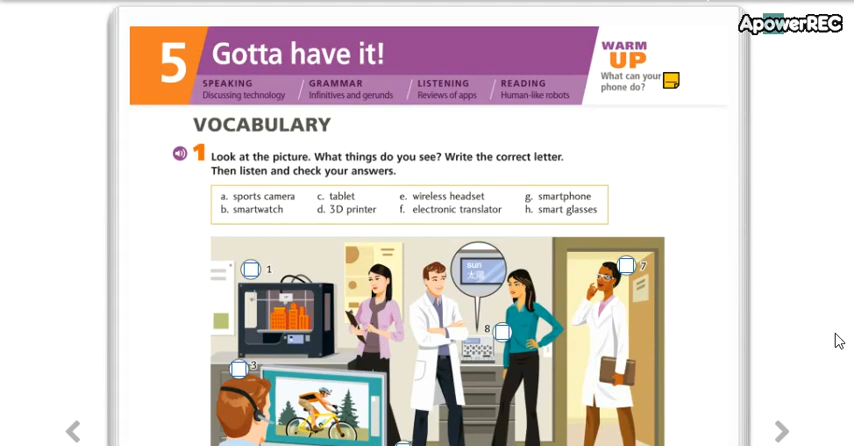 ApowerREC
5
Gotta have it!
WARM
UP
What can your
phone do?
SPEAKING
Discussing technology
GRAMMAR
Infinitives and gerunds
LISTENING
Reviews of apps
READING
Human-like robots
VOCABULARY
1 Look at the picture. What things do you see? Write the correct letter.
Then listen and check your answers.
a. sports camera
b. smartwatch
c. tablet
d. 3D printer
e. wireless headset
f. electronic translator
g. smartphone
h. smart glasses
1
sun
太陽
7
8
3